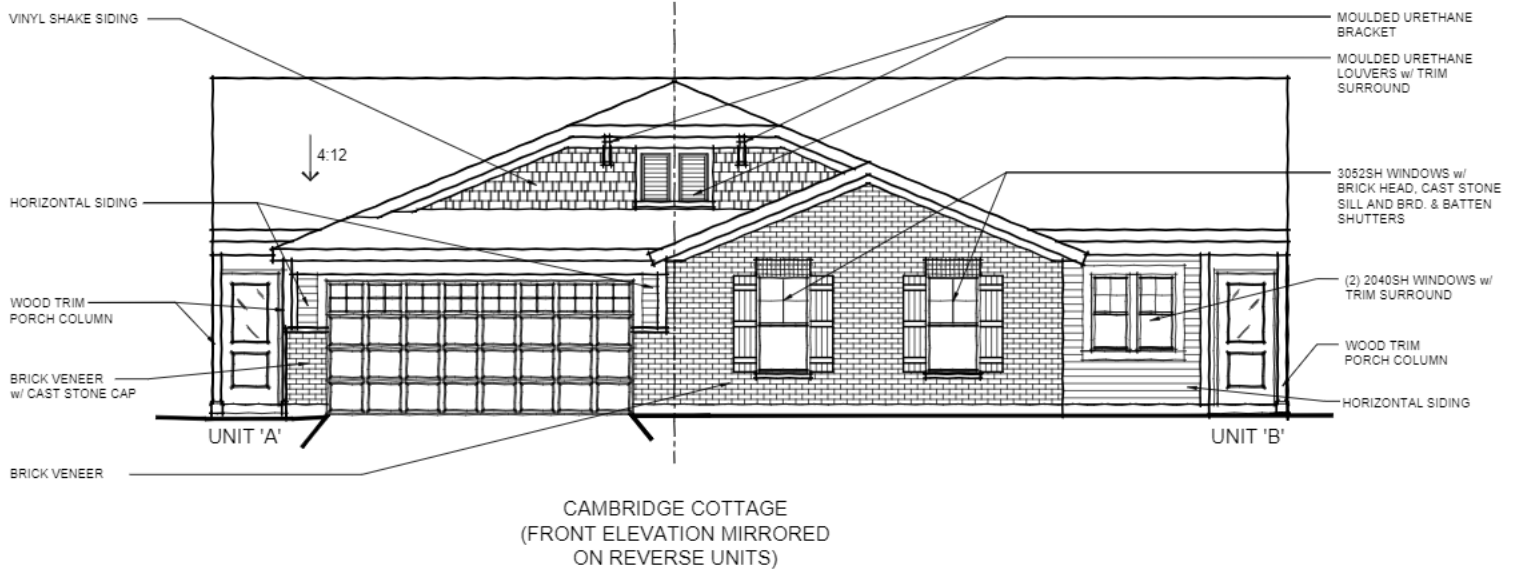 VINYL SHAKE SIDING
MOULDED URETHANE
BRACKET
MOULDED URETHANE
LOUVERS w/ TRIM
SURROUND
4:12
3052SH WINDOWS w/
BRICK HEAD, CAST STONE
SILL AND BRD. & BATTEN
SHUTTERS
HORIZONTAL SIDING
(2) 2040SH WINDOWS w/
TRIM SURROUND
WOOD TRIM
PORCH COLUMN
WOOD TRIM
PORCH COLUMN
BRICK VENEER
w/ CAST STONE CAP
HORIZONTAL SIDING
UNIT 'A'
UNIT 'B'
BRICK VENEER
CAMBRIDGE COTTAGE
(FRONT ELEVATION MIRRORED
ON REVERSE UNITS)